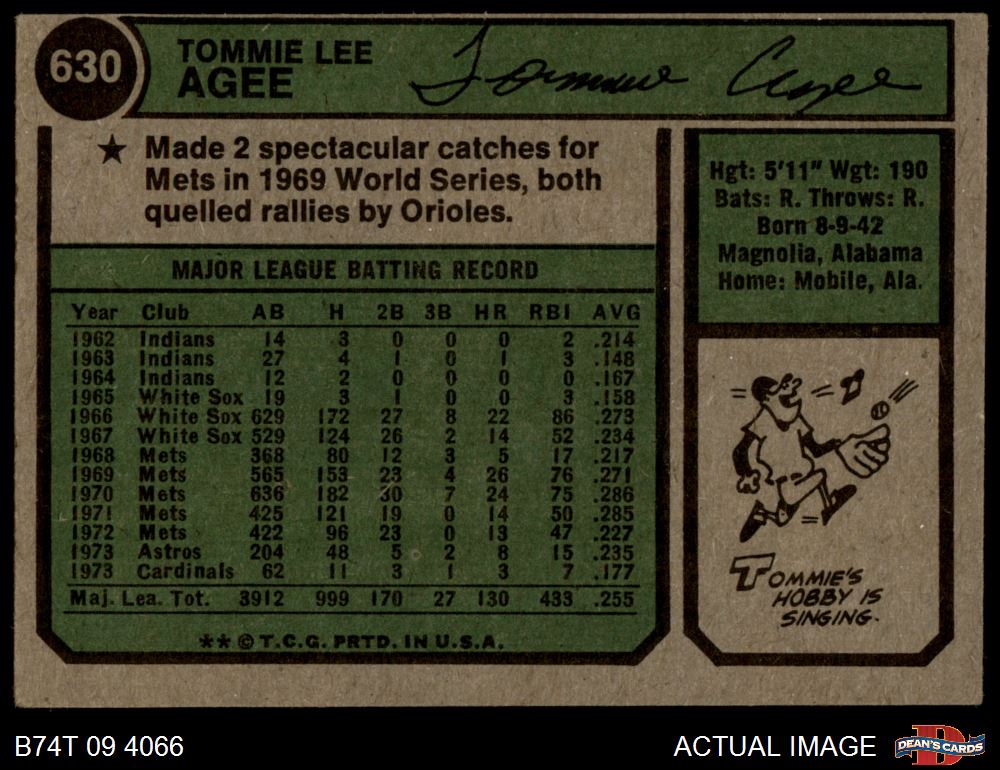 630
TOMMIE LEE
AGEE
Tommie Agee
★ Made 2 spectacular catches for
Mets in 1969 World Series, both
quelled rallies by Orioles.
MAJOR LEAGUE BATTING RECORD
Year Club AB H 2B 3B HR RBI AVG
1962 Indians 14 3 0 0 0 2 .214
1963 Indians 27 4 1 0 1 3 .148
1964 Indians 12 2 0 0 0 0 .167
1965 White Sox 19 3 1 0 0 3 .158
1966 White Sox 629 172 27 8 22 86 .273
1967 White Sox 529 124 26 2 14 52 .234
1968 Mets 368 80 12 3 5 17 .217
1969 Mets 565 153 23 4 26 76 .271
1970 Mets 636 182 30 7 24 75 .286
1971 Mets 425 121 19 0 14 50 .285
1972 Mets 422 96 23 0 13 47 .227
1973 Astros 204 48 5 2 8 15 .235
1973 Cardinals 62 11 3 1 3 7 .177
Maj. Lea. Tot. 3912 999 170 27 130 433 .255
** © T.C.G. PRTD. IN U.S.A.
Hgt: 5'11" Wgt: 190
Bats: R. Throws: R.
Born 8-9-42
Magnolia, Alabama
Home: Mobile, Ala.
TOMMIE'S
HOBBY IS
SINGING.
B74T 09 4066
ACTUAL IMAGE
D
DEAN'S CARDS